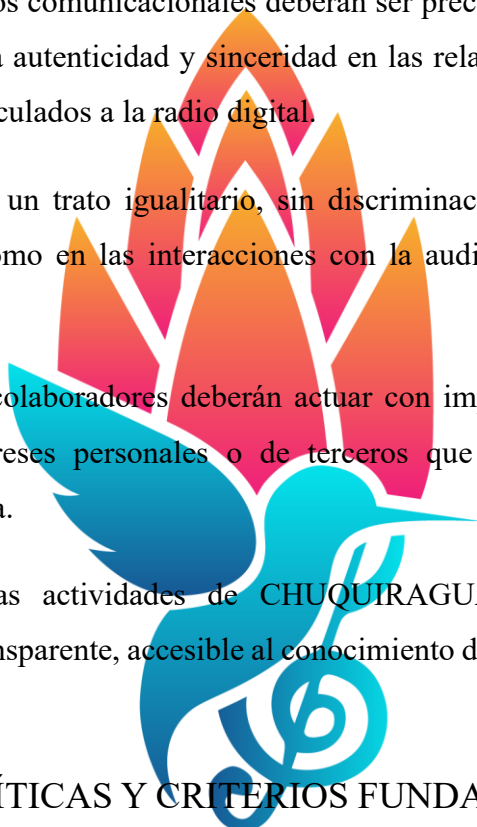 os comunicacionales deberán ser prec
a autenticidad y sinceridad en las rela
culados a la radio digital.
un trato igualitario, sin discriminac
omo en las interacciones con la audi
colaboradores deberán actuar con im
reses personales o de terceros que
a.
as actividades de CHUQUIRAGUA
nsparente, accesible al conocimiento d
ÍTICAS Y CRITERIOS FUNDA